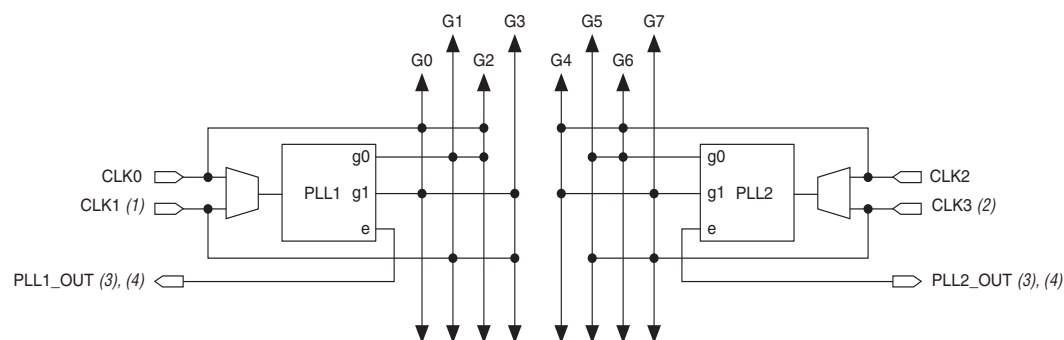 G1 G3 G5 G7
G0 G2 G4 G6
g0 g0
CLK0 CLK2
PLL1 g1 g1 PLL2
CLK1 (1) CLK3 (2)
e e
PLL1_OUT (3), (4) PLL2_OUT (3), (4)